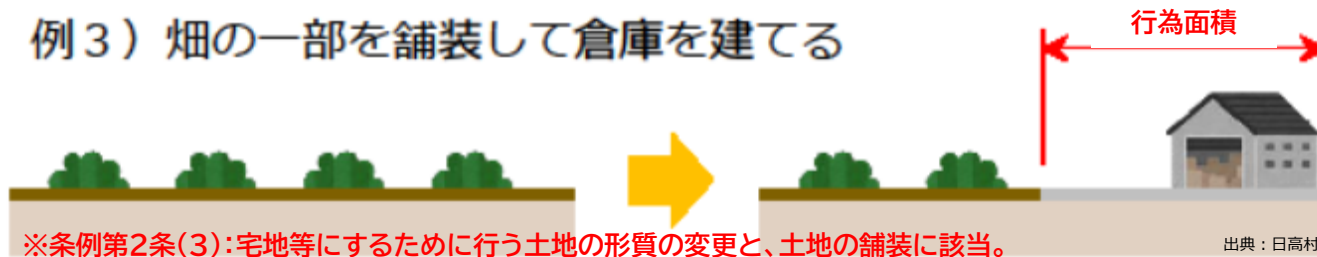 例３）畑の一部を舗装して倉庫を建てる
行為面積
※条例第2条(3)：宅地等にするために行う土地の形質の変更と、土地の舗装に該当。
出典：日高村